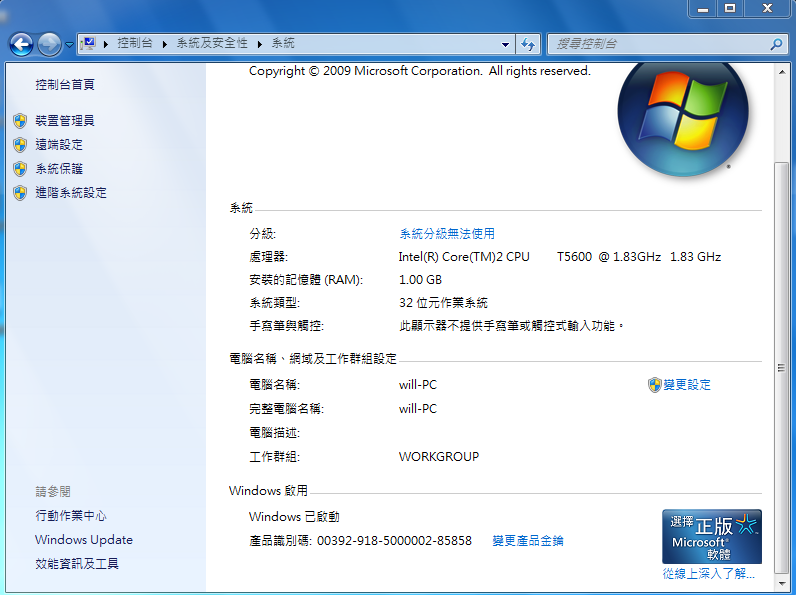 控制台 ▸ 系統及安全性 ▸ 系統
搜尋控制台
控制台首頁
裝置管理員
遠端設定
系統保護
進階系統設定
請參閱
行動作業中心
Windows Update
效能資訊及工具
Copyright © 2009 Microsoft Corporation. All rights reserved.
系統
分級: 系統分級無法使用
處理器: Intel(R) Core(TM)2 CPU T5600 @ 1.83GHz 1.83 GHz
安裝的記憶體 (RAM): 1.00 GB
系統類型: 32 位元作業系統
手寫筆與觸控: 此顯示器不提供手寫筆或觸控式輸入功能。
電腦名稱、網域及工作群組設定
電腦名稱: will-PC 變更設定
完整電腦名稱: will-PC
電腦描述:
工作群組: WORKGROUP
Windows 啟用
Windows 已啟動
產品識別碼: 00392-918-5000002-85858 變更產品金鑰
選擇正版
Microsoft®
軟體
從線上深入了解...